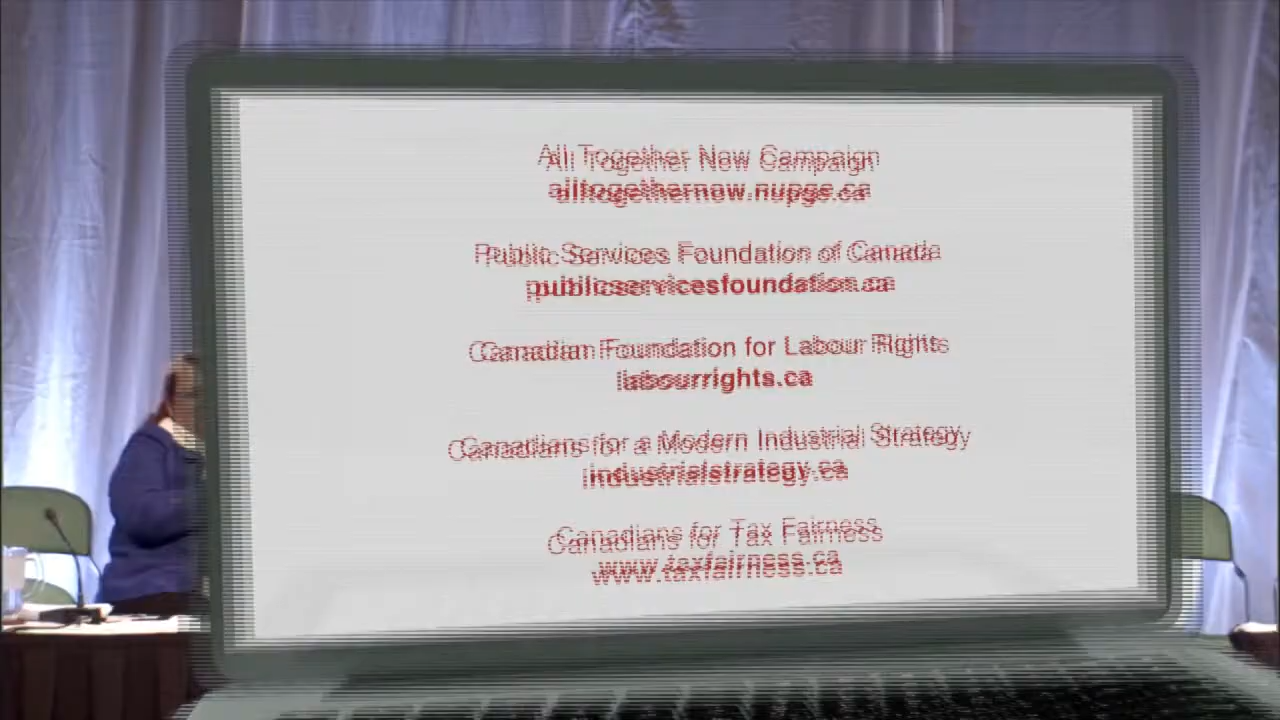 All Together Now Campaign
alltogethernow.nupge.ca
Public Services Foundation of Canada
publicservicesfoundation.ca
Canadian Foundation for Labour Rights
labourrights.ca
Canadians for a Modern Industrial Strategy
industrialstrategy.ca
Canadians for Tax Fairness
www.taxfairness.ca